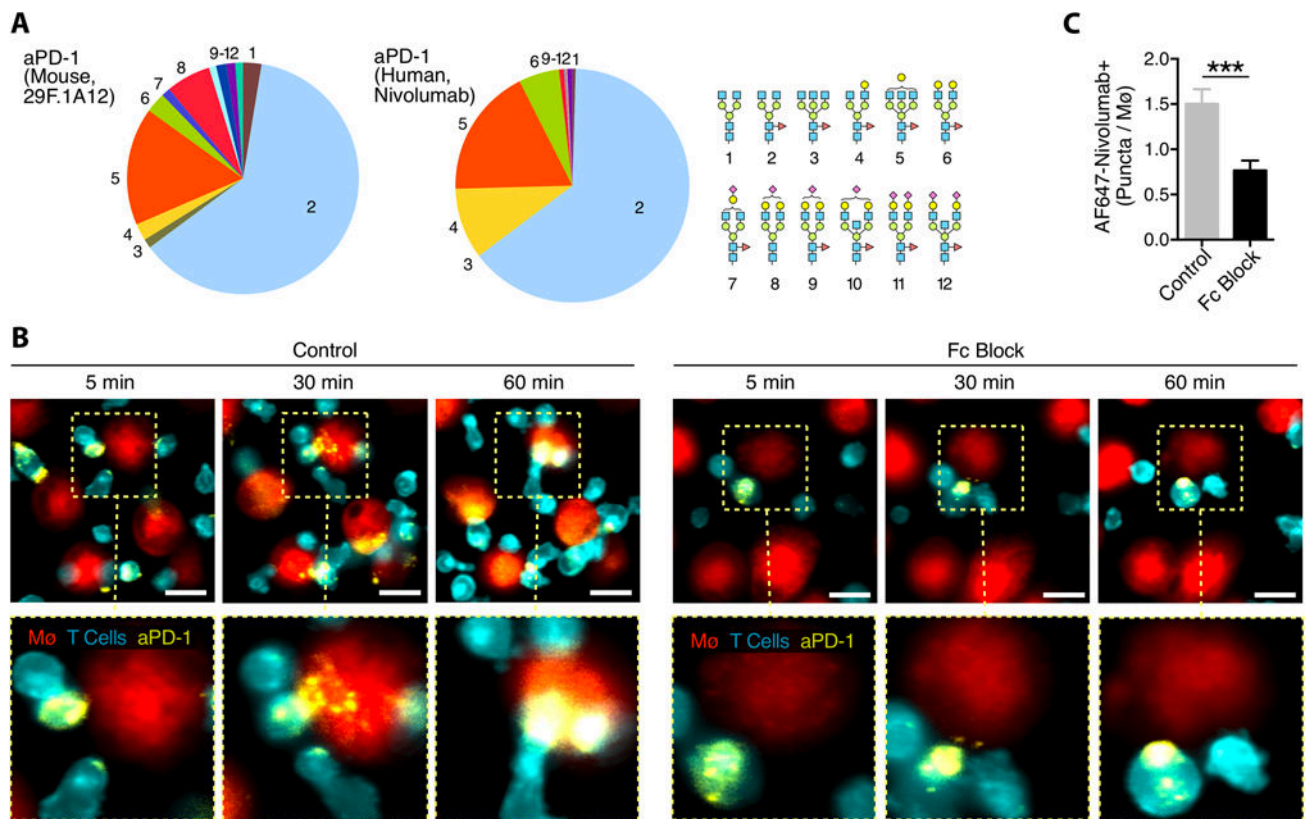 A
aPD-1
(Mouse,
29F.1A12)
1
2
3
4
5
6
7
8
9-12
aPD-1
(Human,
Nivolumab)
1
2
3
4
5
6
9-12
1 2 3 4 5 6
7 8 9 10 11 12
C
AF647-Nivolumab+
(Puncta / Mø)
2.0
1.5
1.0
0.5
0.0
***
Control
Fc Block
B
Control
5 min 30 min 60 min
Fc Block
5 min 30 min 60 min
Mø T Cells aPD-1
Mø T Cells aPD-1